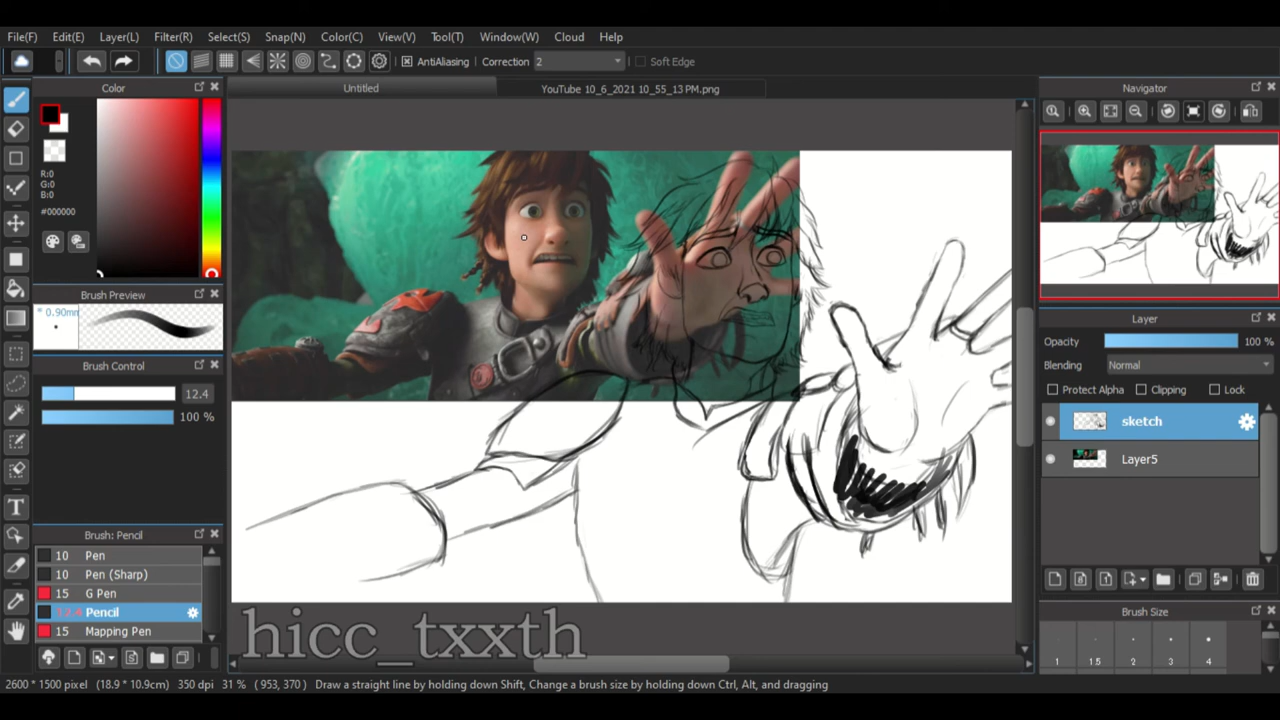 File(F) Edit(E) Layer(L) Filter(R) Select(S) Snap(N) Color(C) View(V) Tool(T) Window(W) Cloud Help
AntiAliasing Correction 2 Soft Edge
Color
Untitled
YouTube 10_6_2021 10_55_13 PM.png
Navigator
R:0
G:0
B:0
#000000
Brush Preview
* 0.90mm
Brush Control
12.4
100 %
Layer
Opacity 100 %
Blending Normal
Protect Alpha Clipping Lock
sketch
Layer5
Brush: Pencil
10 Pen
10 Pen (Sharp)
15 G Pen
12.4 Pencil
15 Mapping Pen
Brush Size
1 1.5 2 3 4
hicc_txxth
2600 * 1500 pixel (18.9 * 10.9cm) 350 dpi 31 % ( 953, 370 ) Draw a straight line by holding down Shift, Change a brush size by holding down Ctrl, Alt, and dragging